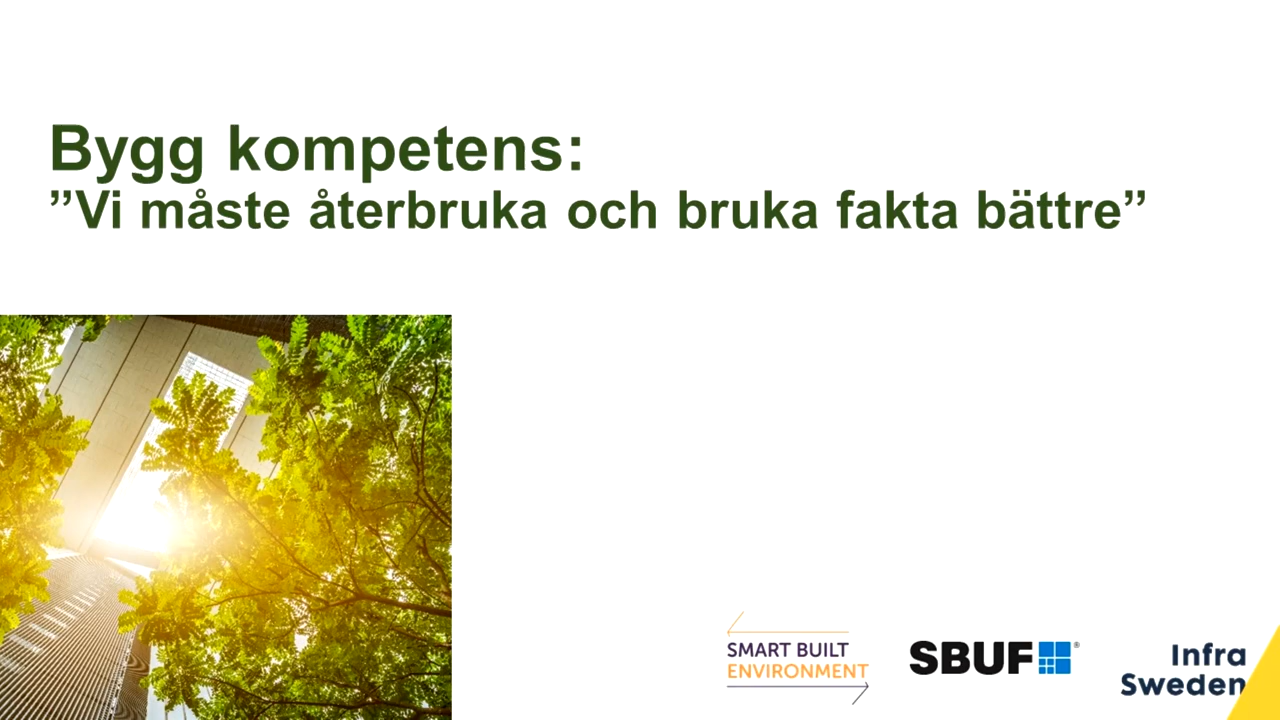 Bygg kompetens:
”Vi måste återbruka och bruka fakta bättre”
SMART BUILT
ENVIRONMENT
SBUF®
Infra
Sweden